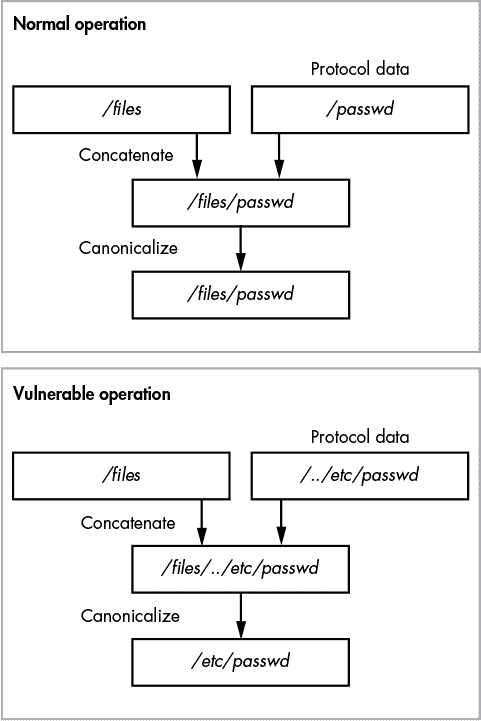 Normal operation
Protocol data
/files
/passwd
Concatenate
/files/passwd
Canonicalize
/files/passwd
Vulnerable operation
Protocol data
/files
/../etc/passwd
Concatenate
/files/../etc/passwd
Canonicalize
/etc/passwd